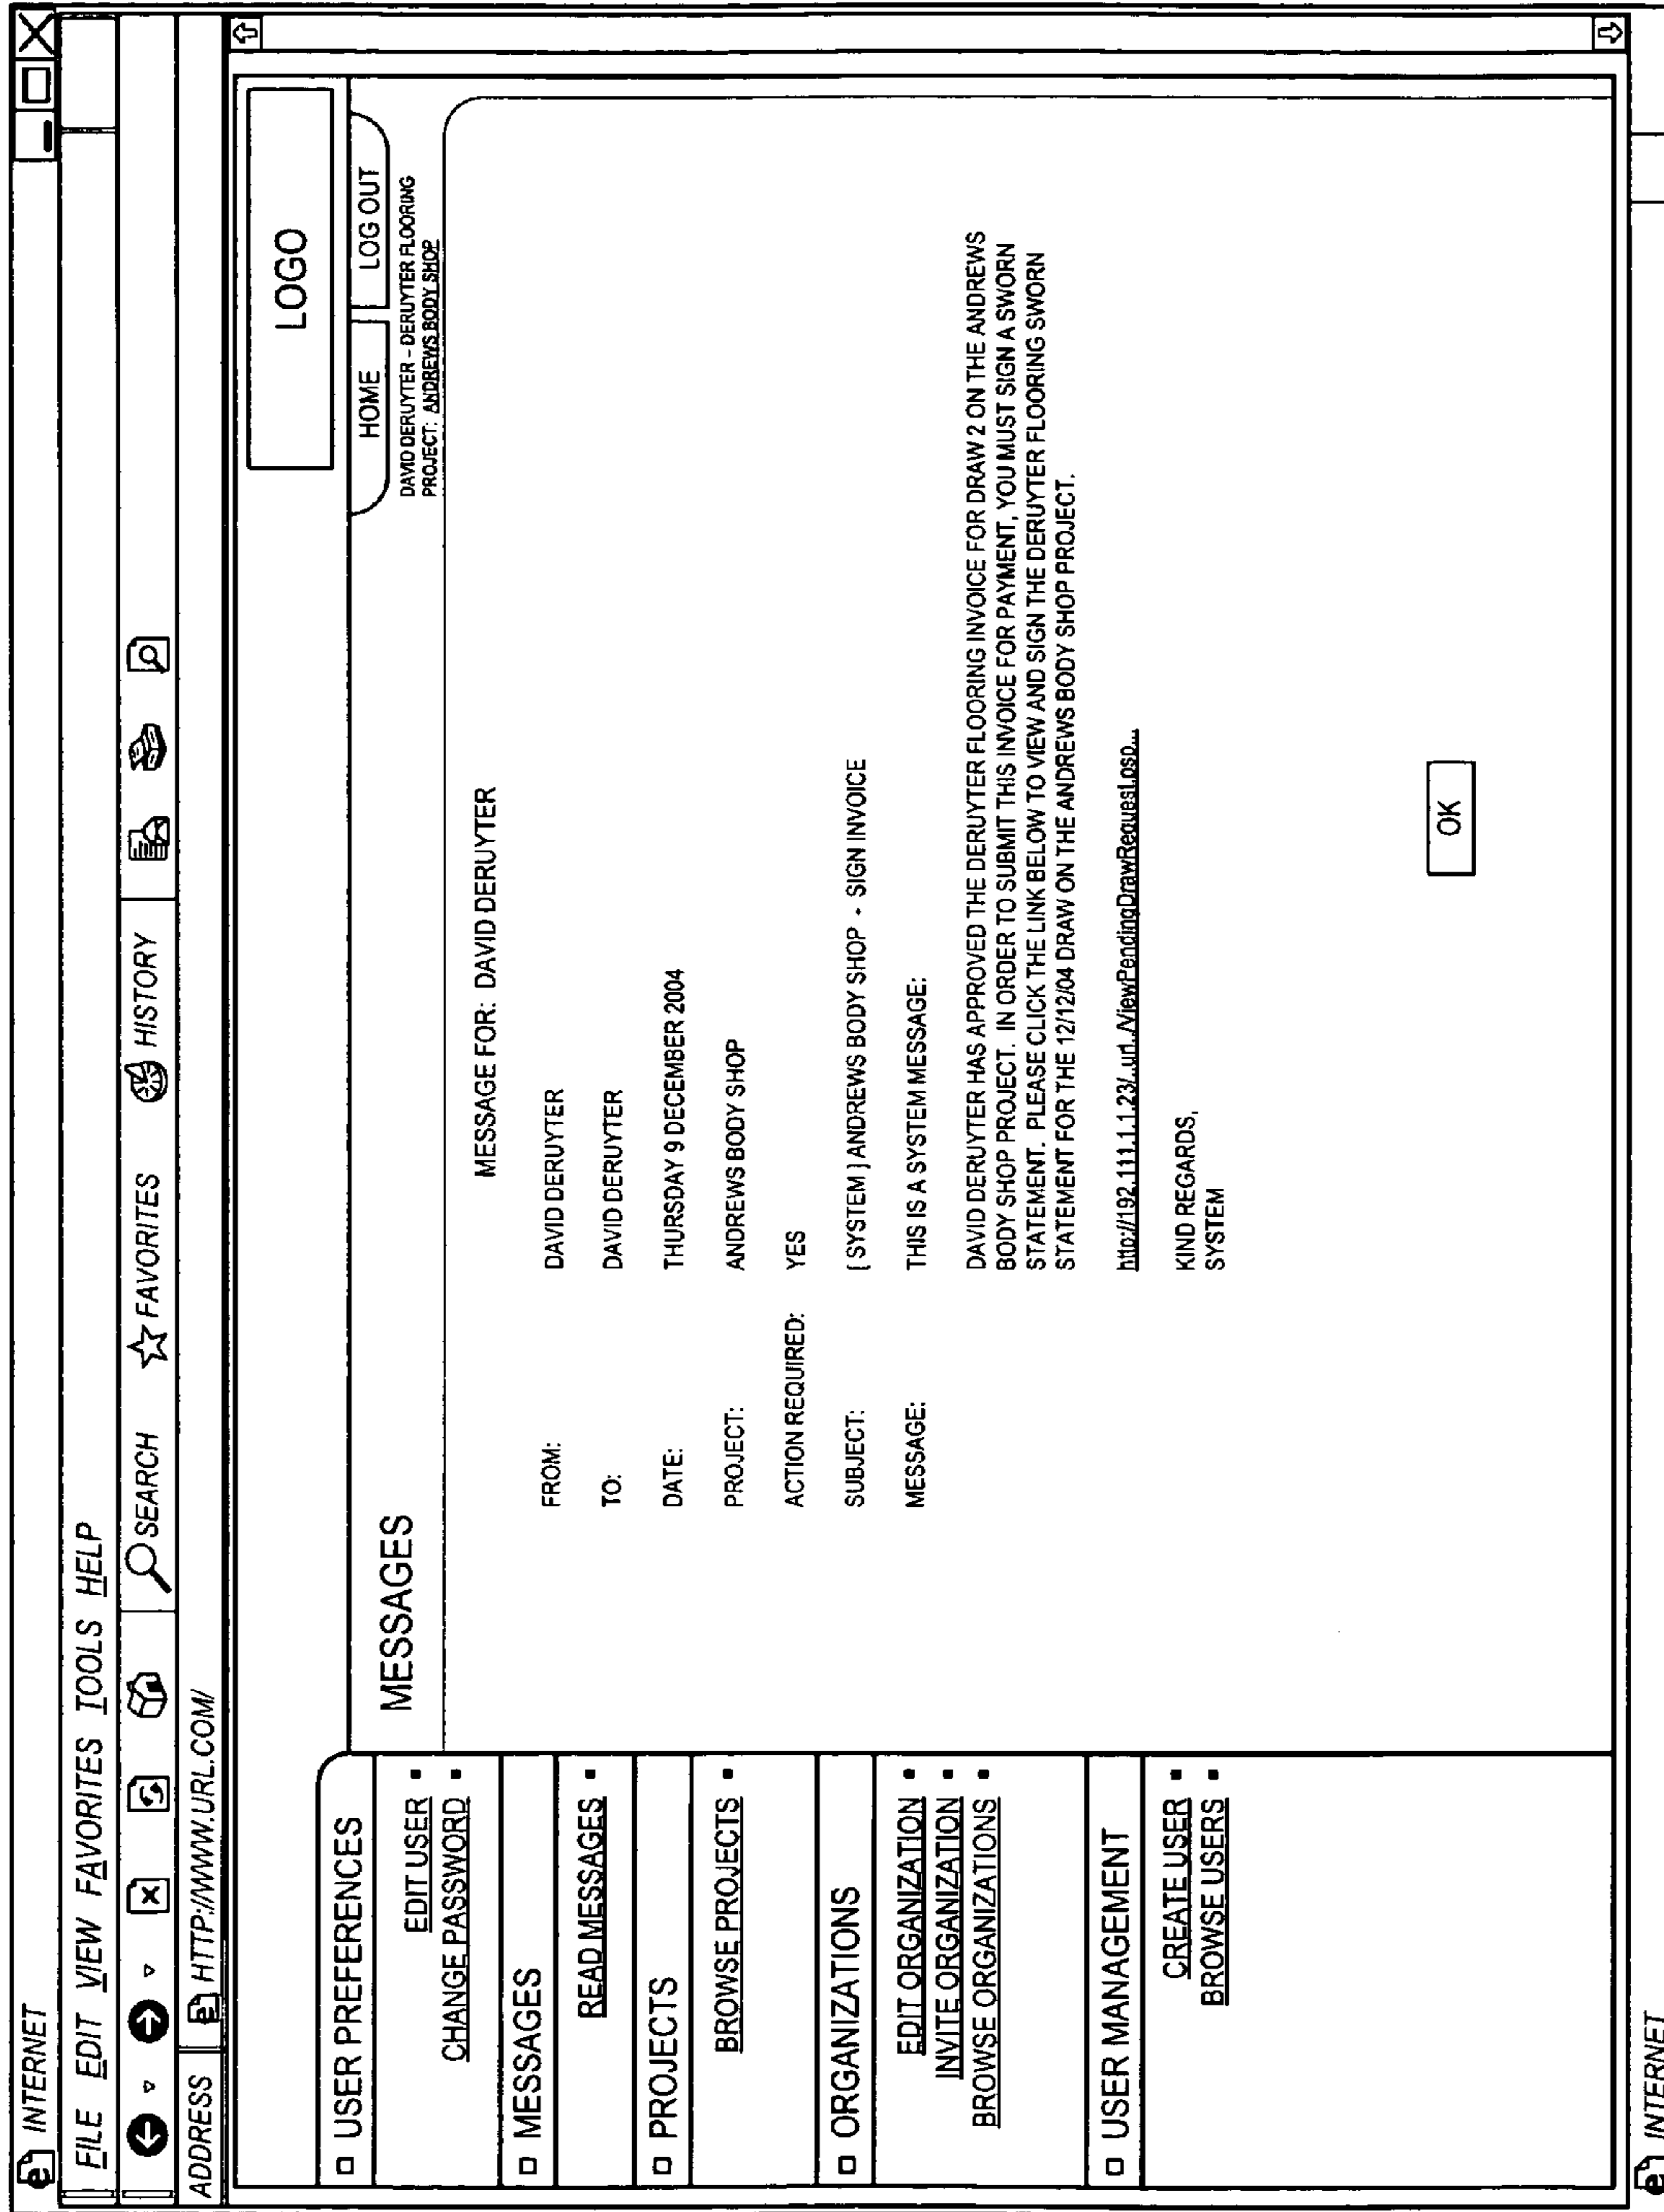 INTERNET
FILE EDIT VIEW FAVORITES TOOLS HELP
SEARCH FAVORITES HISTORY
ADDRESS HTTP://WWW.URL.COM/
LOGO
HOME LOG OUT
DAVID DERUYTER - DERUYTER FLOORING
PROJECT: ANDREWS BODY SHOP
USER PREFERENCES
EDIT USER
CHANGE PASSWORD
MESSAGES
READ MESSAGES
PROJECTS
BROWSE PROJECTS
ORGANIZATIONS
EDIT ORGANIZATION
INVITE ORGANIZATION
BROWSE ORGANIZATIONS
USER MANAGEMENT
CREATE USER
BROWSE USERS
MESSAGES
MESSAGE FOR: DAVID DERUYTER
FROM: DAVID DERUYTER
TO: DAVID DERUYTER
DATE: THURSDAY 9 DECEMBER 2004
PROJECT: ANDREWS BODY SHOP
ACTION REQUIRED: YES
SUBJECT: [ SYSTEM ] ANDREWS BODY SHOP - SIGN INVOICE
MESSAGE: THIS IS A SYSTEM MESSAGE:
DAVID DERUYTER HAS APPROVED THE DERUYTER FLOORING INVOICE FOR DRAW 2 ON THE ANDREWS
BODY SHOP PROJECT. IN ORDER TO SUBMIT THIS INVOICE FOR PAYMENT, YOU MUST SIGN A SWORN
STATEMENT. PLEASE CLICK THE LINK BELOW TO VIEW AND SIGN THE DERUYTER FLOORING SWORN
STATEMENT FOR THE 12/12/04 DRAW ON THE ANDREWS BODY SHOP PROJECT.
KIND REGARDS,
SYSTEM
OK
INTERNET